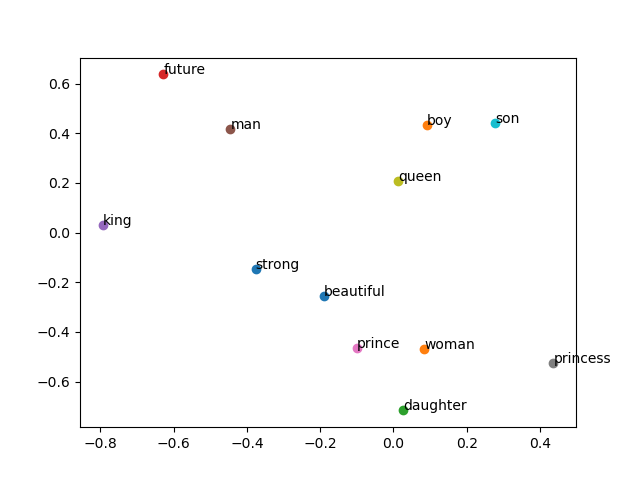 future
0.6
man
boy
son
0.4
queen
0.2
king
0.0
strong
−0.2
beautiful
−0.4
prince
woman
princess
−0.6
daughter
−0.8
−0.6
−0.4
−0.2
0.0
0.2
0.4